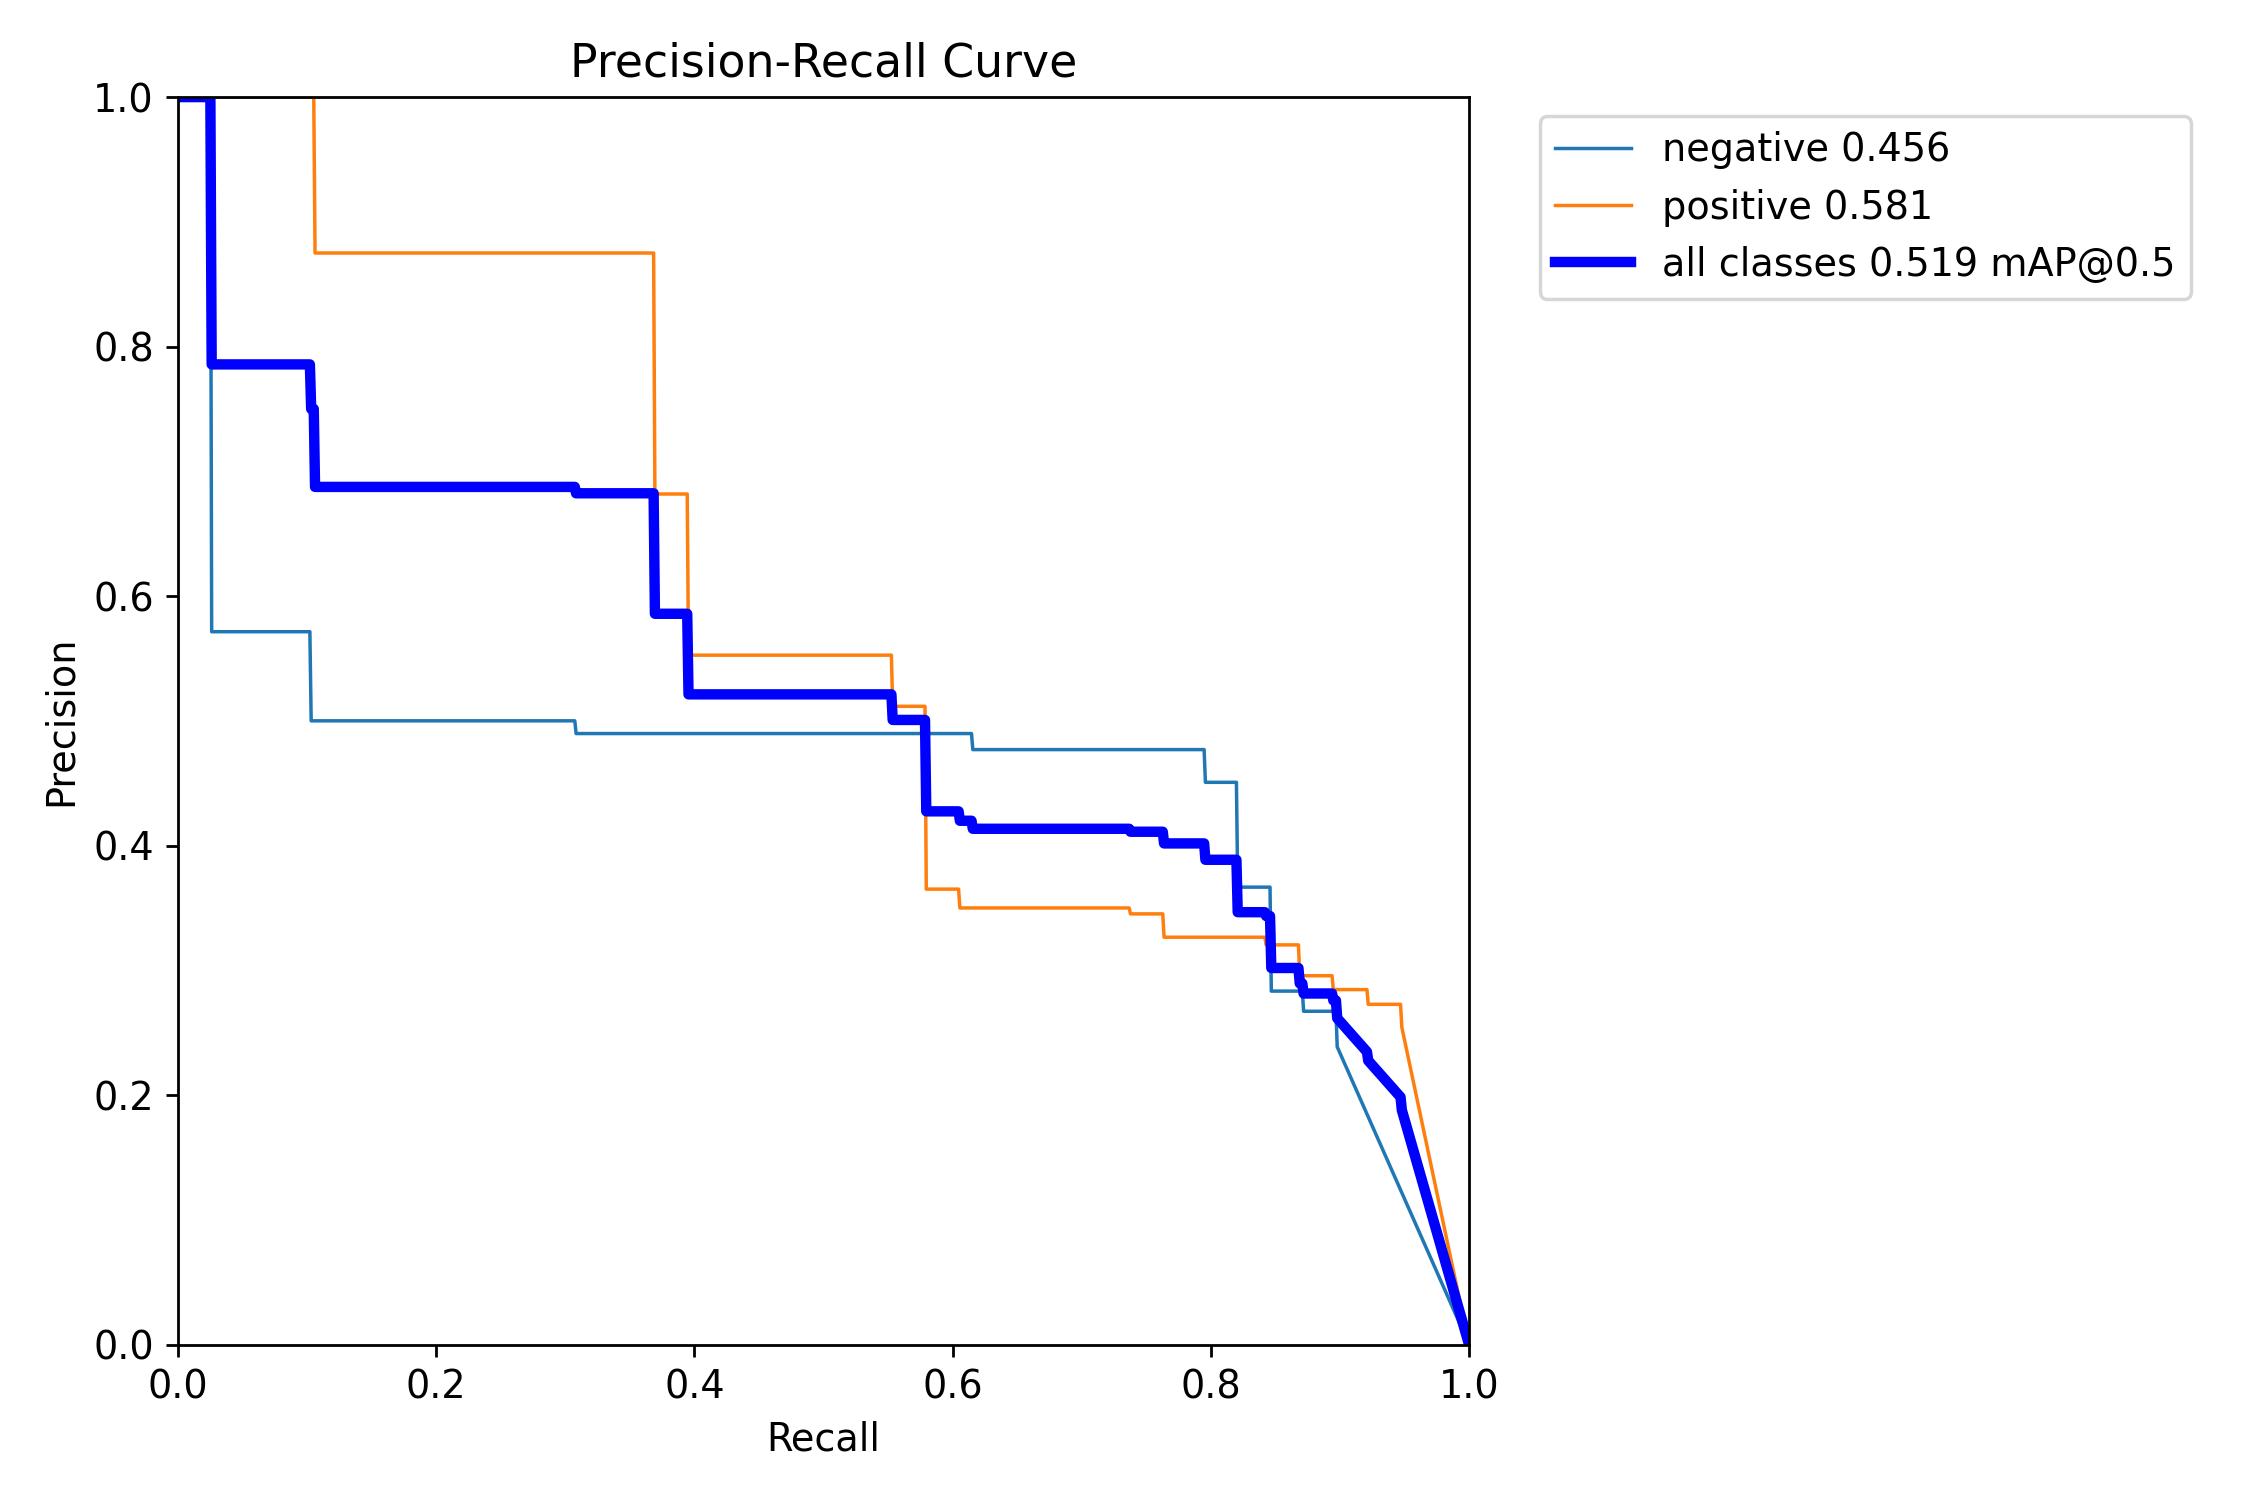 Precision-Recall Curve
1.0
0.8
0.6
0.4
0.2
0.0
Precision
0.0 0.2 0.4 0.6 0.8 1.0
Recall
negative 0.456
positive 0.581
all classes 0.519 mAP@0.5